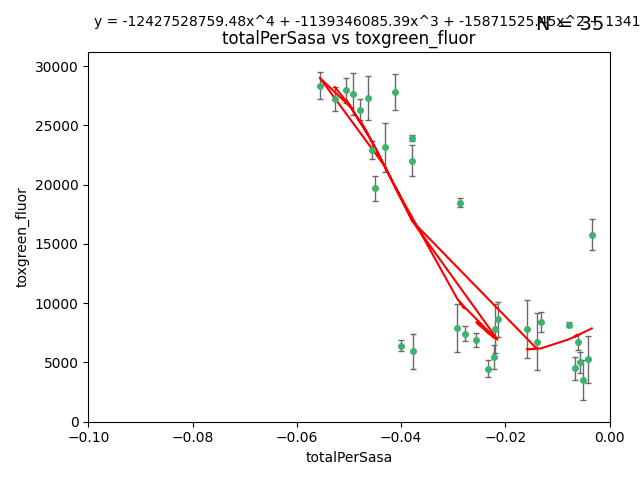 y = -12427528759.48x^4 + -1139346085.39x^3 + -15871525.45x^2 + 1341
N = 35
totalPerSasa vs toxgreen_fluor
30000
25000
20000
15000
10000
5000
0
toxgreen_fluor
−0.10 −0.08 −0.06 −0.04 −0.02 0.00
totalPerSasa